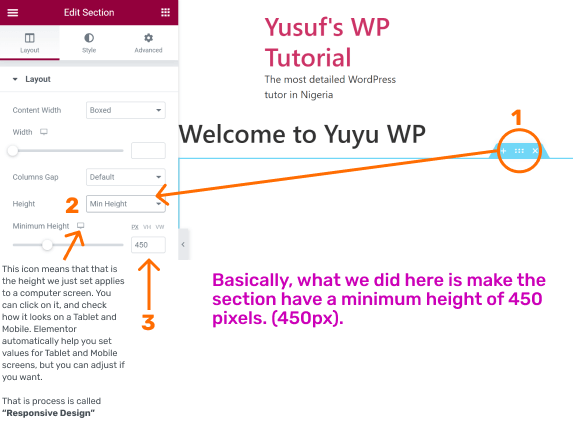 Edit Section
Layout
Style
Advanced
Layout
Content Width
Boxed
Width
Columns Gap
Default
Height
Min Height
2
Minimum Height
PX VH VW
450
3
This icon means that that is
the height we just set applies
to a computer screen. You
can click on it, and check
how it looks on a Tablet and
Mobile. Elementor
automatically help you set
values for Tablet and Mobile
screens, but you can adjust if
you want.
That is process is called
“Responsive Design”
Yusuf's WP
Tutorial
The most detailed WordPress
tutor in Nigeria
1
Welcome to Yuyu WP
Basically, what we did here is make the
section have a minimum height of 450
pixels. (450px).